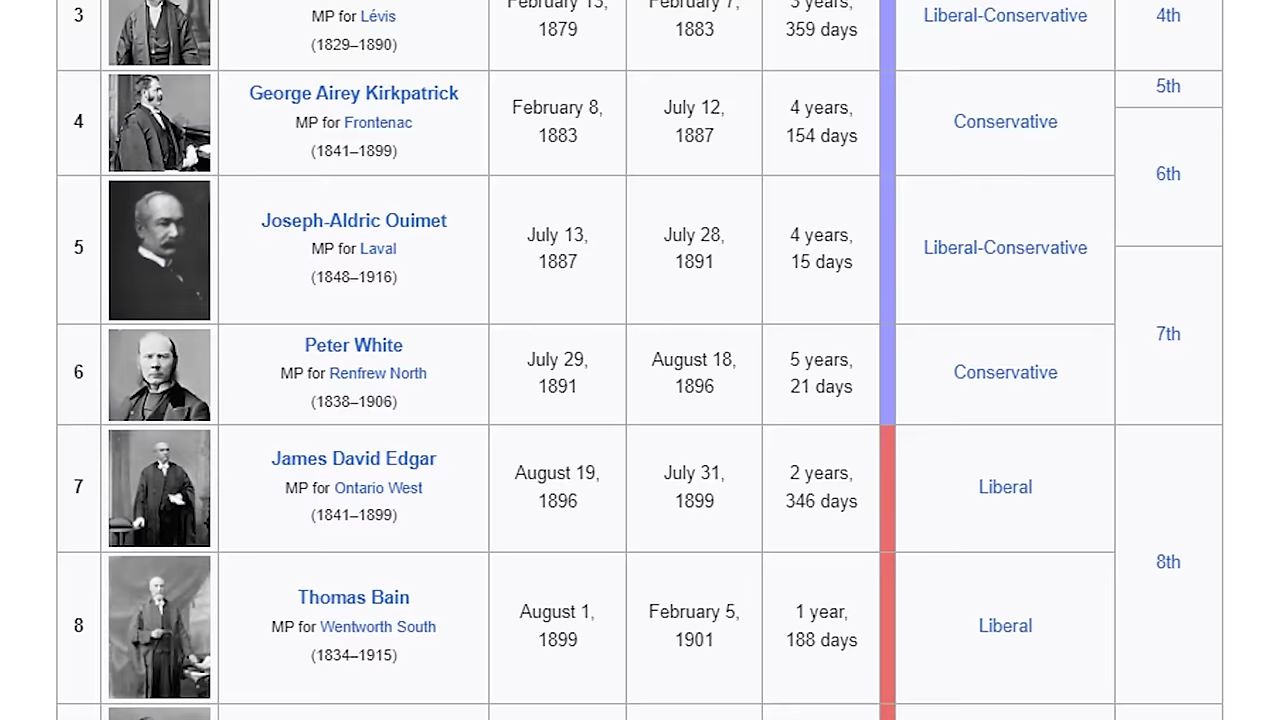 3
MP for Lévis
(1829–1890)
February 13,
1879
February 7,
1883
3 years,
359 days
Liberal-Conservative
4th
4
George Airey Kirkpatrick
MP for Frontenac
(1841–1899)
February 8,
1883
July 12,
1887
4 years,
154 days
Conservative
5th
6th
5
Joseph-Aldric Ouimet
MP for Laval
(1848–1916)
July 13,
1887
July 28,
1891
4 years,
15 days
Liberal-Conservative
7th
6
Peter White
MP for Renfrew North
(1838–1906)
July 29,
1891
August 18,
1896
5 years,
21 days
Conservative
7
James David Edgar
MP for Ontario West
(1841–1899)
August 19,
1896
July 31,
1899
2 years,
346 days
Liberal
8th
8
Thomas Bain
MP for Wentworth South
(1834–1915)
August 1,
1899
February 5,
1901
1 year,
188 days
Liberal